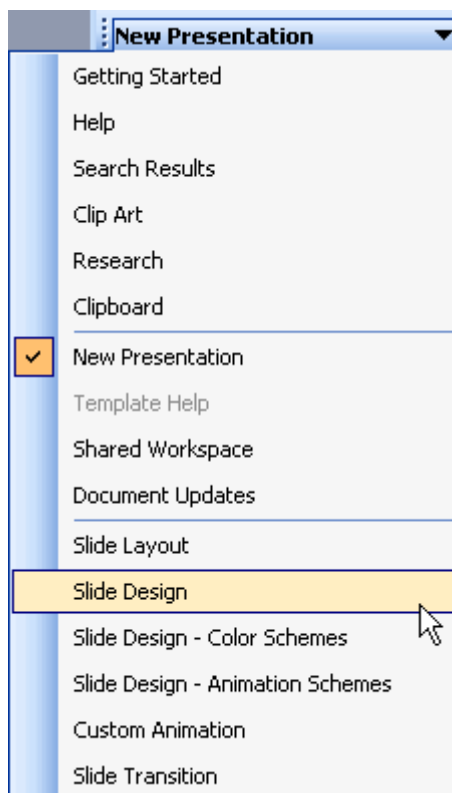 New Presentation
Getting Started
Help
Search Results
Clip Art
Research
Clipboard
New Presentation
Template Help
Shared Workspace
Document Updates
Slide Layout
Slide Design
Slide Design - Color Schemes
Slide Design - Animation Schemes
Custom Animation
Slide Transition